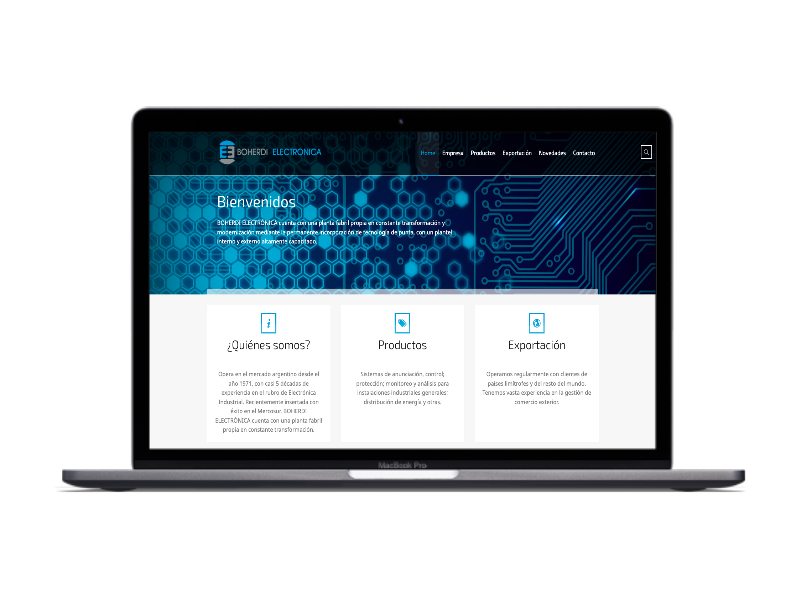 BOHERDI ELECTRONICA
Home Empresa Productos Exportación Novedades Contacto
Bienvenidos
BOHERDI ELECTRONICA cuenta con una planta fabril propia en constante transformación y
modernización mediante la permanente incorporación de tecnología de punta, con un plantel
interno y externo altamente capacitado.
¿Quiénes somos?
Opera en el mercado argentino desde el
año 1971, con casi 5 décadas de
experiencia en el rubro de Electrónica
Industrial. Recientemente insertada con
éxito en el Mercosur, BOHERDI
ELECTRÓNICA cuenta con una planta fabril
propia en constante transformación.
Productos
Sistemas de anunciación, control;
protección; monitoreo y análisis para
instalaciones industriales generales;
distribución de energía y otras.
Exportación
Operamos regularmente con clientes de
países limítrofes y del resto del mundo.
Tenemos vasta experiencia en la gestión de
comercio exterior.
MacBook Pro